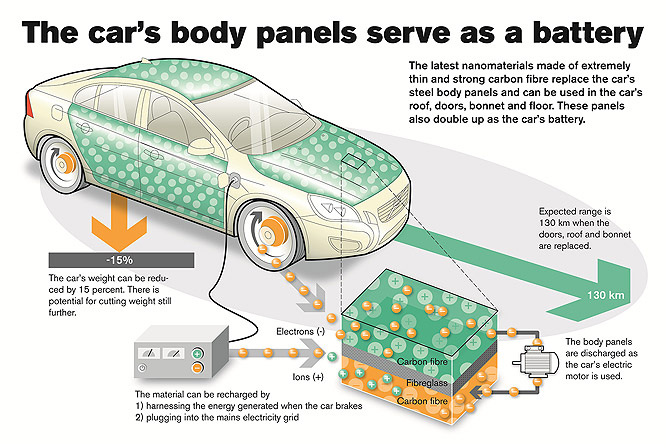 The car's body panels serve as a battery
The latest nanomaterials made of extremely
thin and strong carbon fibre replace the car's
steel body panels and can be used in the car's
roof, doors, bonnet and floor. These panels
also double up as the car's battery.
Expected range is
130 km when the
doors, roof and bonnet
are replaced.
130 km
-15%
The car's weight can be redu-
ced by 15 percent. There is
potential for cutting weight still
further.
Electrons (-)
Ions (+)
Carbon fibre
Fibreglass
Carbon fibre
The body panels
are discharged as
the car's electric
motor is used.
The material can be recharged by
1) harnessing the energy generated when the car brakes
2) plugging into the mains electricity grid